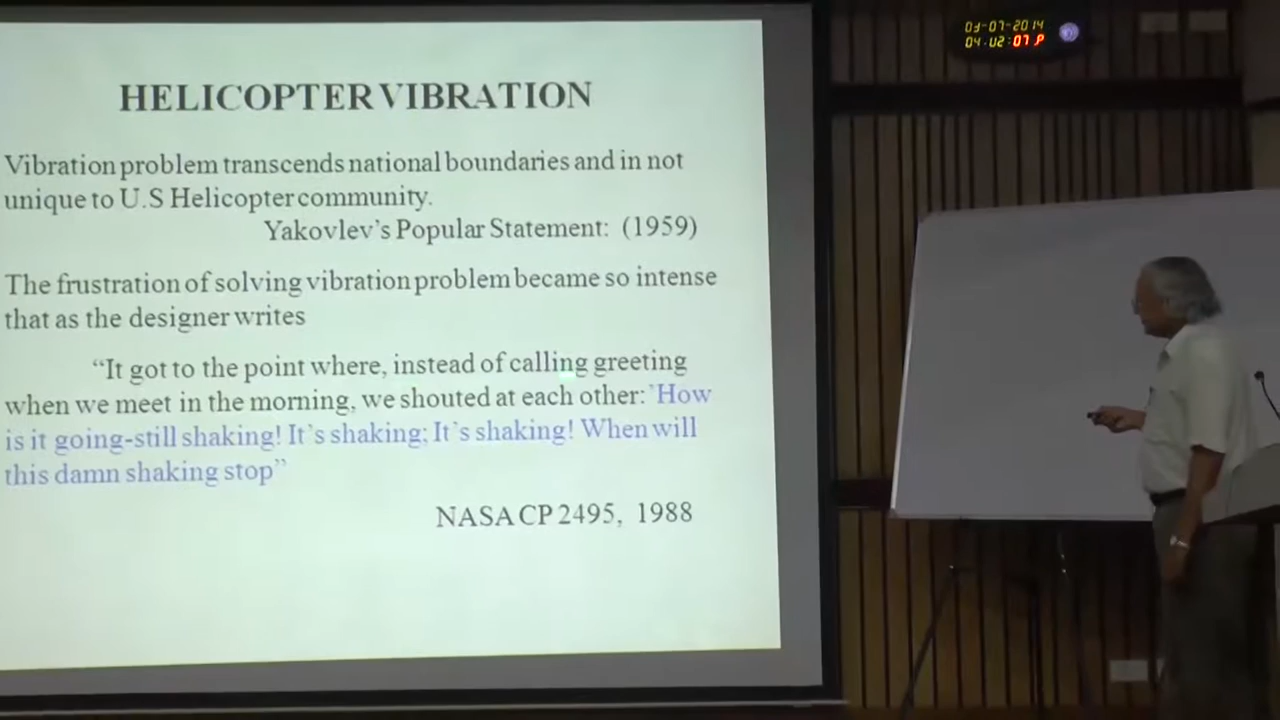 HELICOPTER VIBRATION
Vibration problem transcends national boundaries and in not
unique to U.S Helicopter community.
Yakovlev's Popular Statement: (1959)
The frustration of solving vibration problem became so intense
that as the designer writes
“It got to the point where, instead of calling greeting
when we meet in the morning, we shouted at each other: 'How
is it going-still shaking! It's shaking; It's shaking! When will
this damn shaking stop”
NASA CP 2495, 1988
03-07-2014
04:02:07 P